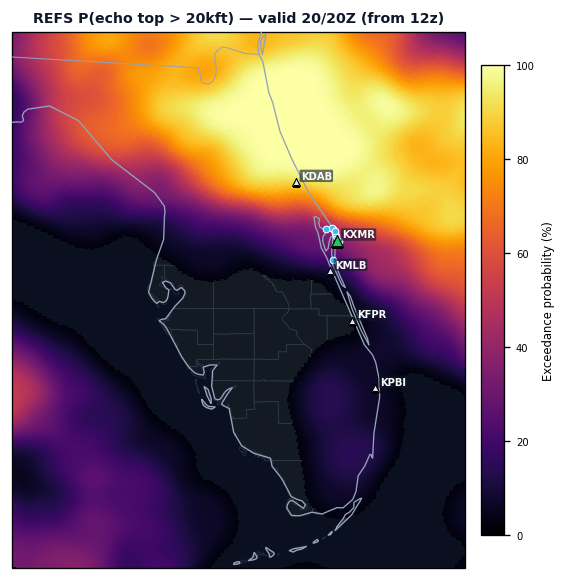 REFS P(echo top > 20kft) — valid 20/20Z (from 12z)
KDAB
KXMR
KMLB
KFPR
KPBI
100
80
60
40
20
0
Exceedance probability (%)